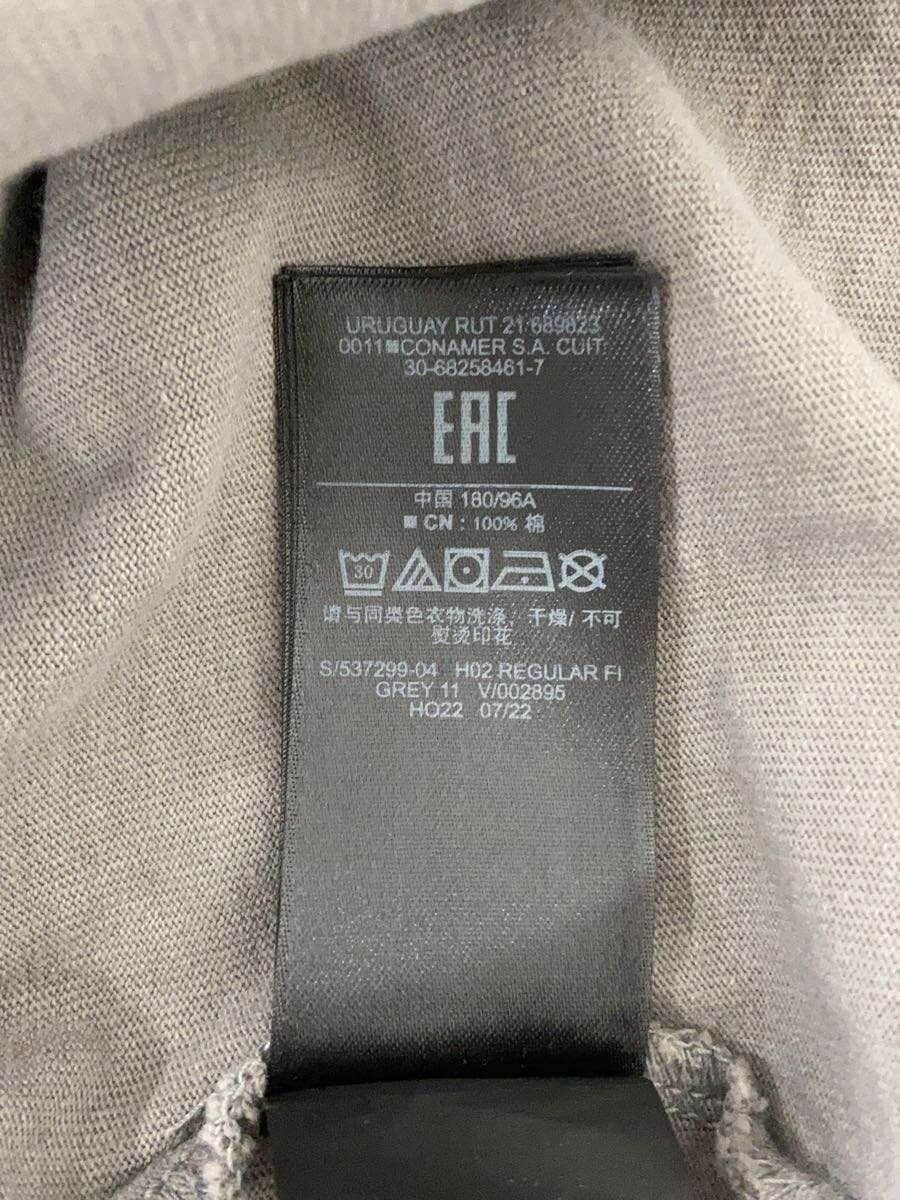 URUGUAY RUT 21 689823
0011■CONAMER S.A. CUIT:
30-68258461-7
EAC
中国 180/96A
■ CN : 100% 棉
30
请与同类色衣物洗涤, 干燥/ 不可
熨烫印花
S/537299-04 H02 REGULAR FI
GREY 11 V/002895
HO22 07/22